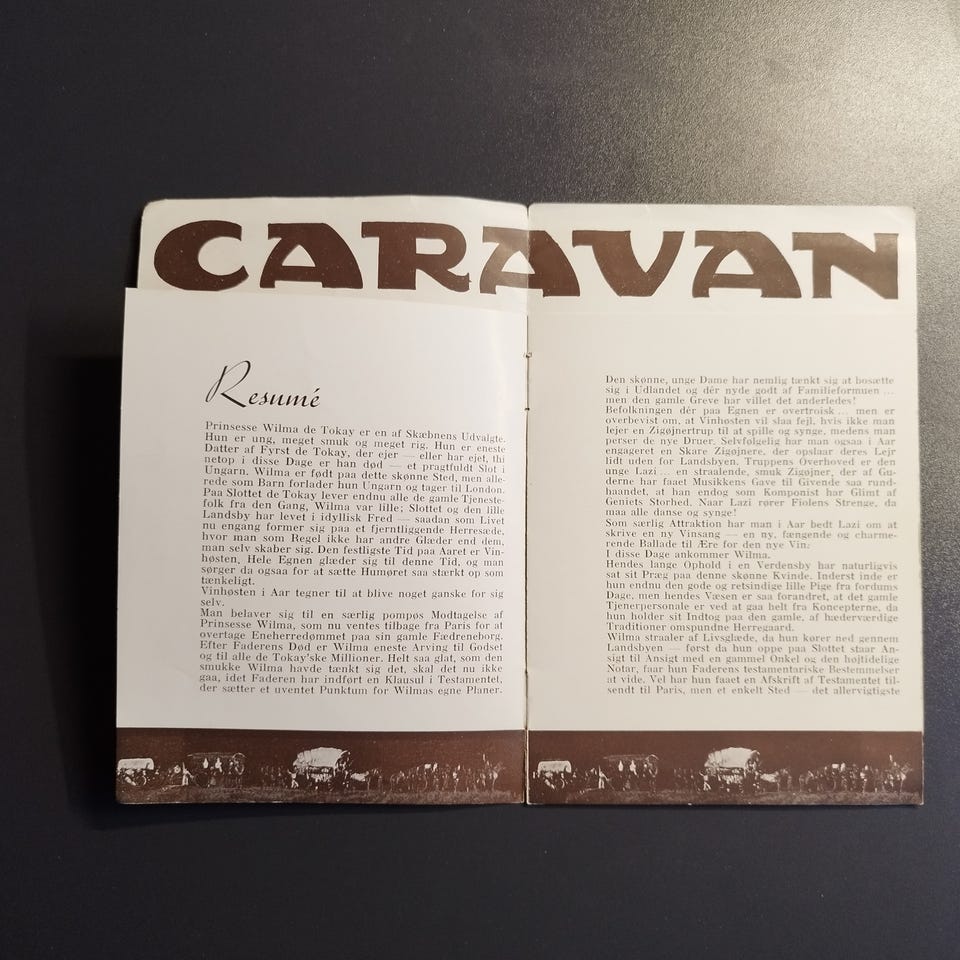 CARAVAN
Resumé
Prinsesse Wilma de Tokay er en af Skæbnens Udvalgte.
Hun er ung, meget smuk og meget rig. Hun er eneste
Datter af Fyrst de Tokay, der ejer — eller har ejet, thi
netop i disse Dage er han død — et pragtfuldt Slot i
Ungarn. Wilma er født paa dette skønne Sted, men alle-
rede som Barn forlader hun Ungarn og tager til London.
Paa Slottet de Tokay lever endnu alle de gamle Tjeneste-
folk fra den Gang, Wilma var lille; Slottet og den lille
Landsby har levet i idyllisk Fred — saadan som Livet
nu engang former sig paa et fjerntliggende Herresæde,
hvor man som Regel ikke har andre Glæder end dem,
man selv skaber sig. Den festligste Tid paa Aaret er Vin-
høsten. Hele Egnen glæder sig til denne Tid, og man
sørger da ogsaa for at sætte Humøret saa stærkt op som
tænkeligt.
Vinhøsten i Aar tegner til at blive noget ganske for sig
selv.
Man belaver sig til en særlig pompøs Modtagelse af
Prinsesse Wilma, som nu ventes tilbage fra Paris for at
overtage Eneherredømmet paa sin gamle Fædreneborg.
Efter Faderens Død er Wilma eneste Arving til Godset
og til alle de Tokay'ske Millioner. Helt saa glat, som den
smukke Wilma havde tænkt sig det, skal det nu ikke
gaa, idet Faderen har indført en Klausul i Testamentet,
der sætter et uventet Punktum for Wilmas egne Planer.
Den skønne, unge Dame har nemlig tænkt sig at bosætte
sig i Udlandet og dér nyde godt af Familieformuen ...
men den gamle Greve har villet det anderledes!
Befolkningen dér paa Egnen er overtroisk ... men er
overbevist om, at Vinhosten vil slaa fejl, hvis ikke man
lejer en Zigøjnertrup til at spille og synge, medens man
perser de nye Druer. Selvfølgelig har man ogsaa i Aar
engageret en Skare Zigøjnere, der opslaar deres Lejr
lidt uden for Landsbyen. Truppens Overhoved er den
unge Lazi ... en straalende, smuk Zigøjner, der af Gu-
derne har faaet Musikkens Gave til Givende saa rund-
haandet, at han endog som Komponist har Glimt af
Geniets Storhed. Naar Lazi rører Fiolens Strenge, da
maa alle danse og synge!
Som særlig Attraktion har man i Aar bedt Lazi om at
skrive en ny Vinsang — en ny, fængende og charme-
rende Ballade til Ære for den nye Vin:
I disse Dage ankommer Wilma.
Hendes lange Ophold i en Verdensby har naturligvis
sat sit Præg paa denne skønne Kvinde. Inderst inde er
hun endnu den gode og retsindige lille Pige fra fordums
Dage, men hendes Væsen er saa forandret, at det gamle
Tjenerpersonale er ved at gaa helt fra Koncepterne, da
hun holder sit Indtog paa den gamle, af hæderværdige
Traditioner omspundne Herregaard.
Wilma straaler af Livsglæde, da hun kører ned gennem
Landsbyen — først da hun oppe paa Slottet staar An-
sigt til Ansigt med en gammel Onkel og den højtidelige
Notar, faar hun Faderens testamentariske Bestemmelser
at vide. Vel har hun faaet en Afskrift af Testamentet til-
sendt til Paris, men et enkelt Sted — det allervigtigste